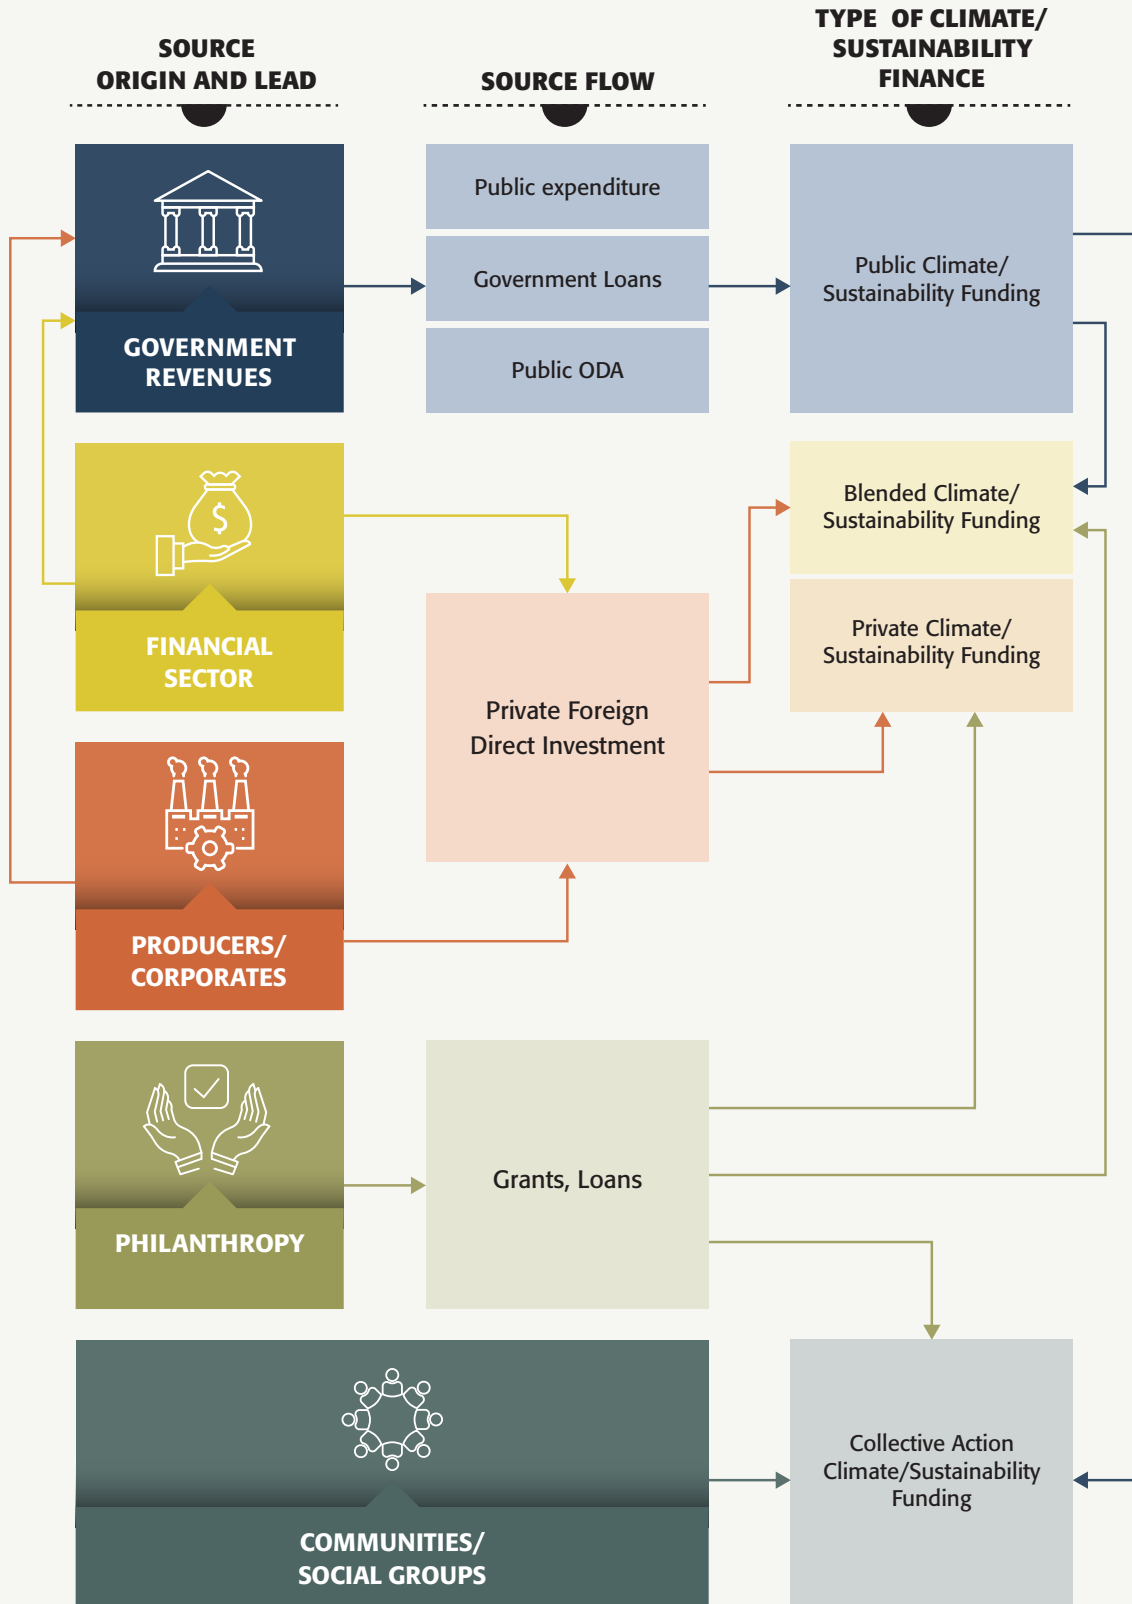 SOURCE
ORIGIN AND LEAD
SOURCE FLOW
TYPE OF CLIMATE/
SUSTAINABILITY
FINANCE
GOVERNMENT
REVENUES
Public expenditure
Government Loans
Public ODA
Public Climate/
Sustainability Funding
$
FINANCIAL
SECTOR
Blended Climate/
Sustainability Funding
Private Climate/
Sustainability Funding
Private Foreign
Direct Investment
PRODUCERS/
CORPORATES
PHILANTHROPY
Grants, Loans
COMMUNITIES/
SOCIAL GROUPS
Collective Action
Climate/Sustainability
Funding